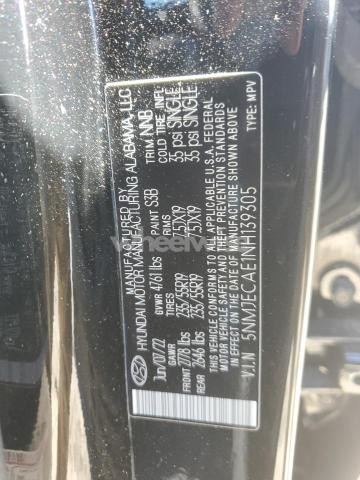 MANUFACTURED BY
HYUNDAI MOTOR MANUFACTURING ALABAMA, LLC
Jun/07/22 GVWR 4761 lbs PAINT S3B TRIM NNB
GAWR TIRES RIMS COLD TIRE INFL.
FRONT 2778 lbs 235/55R19 7.5JX19 35 psi SINGLE
REAR 2646 lbs 235/55R19 7.5JX19 35 psi SINGLE
THIS VEHICLE CONFORMS TO ALL APPLICABLE U.S.A. FEDERAL
MOTOR VEHICLE SAFETY AND THEFT PREVENTION STANDARDS
IN EFFECT ON THE DATE OF MANUFACTURE SHOWN ABOVE.
V.I.N 5NMJECAE1NH139305 TYPE: MPV